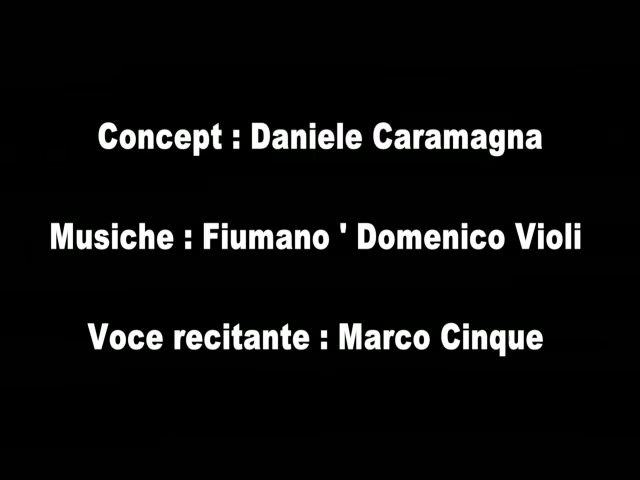 Concept : Daniele Caramagna
Musiche : Fiumano ' Domenico Violi
Voce recitante : Marco Cinque